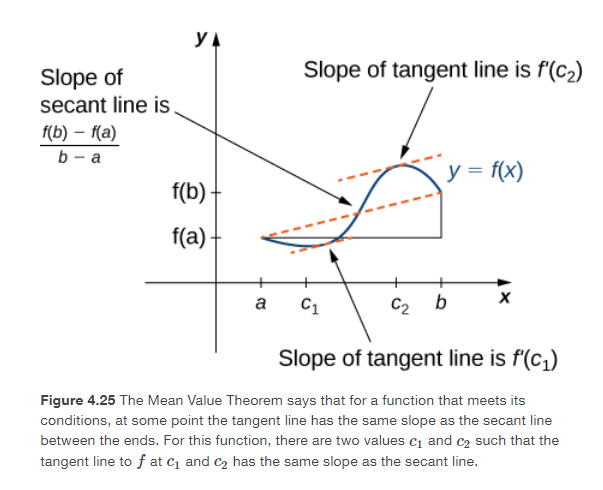 y
Slope of
secant line is
f(b) – f(a)
b – a
Slope of tangent line is f′(c₂)
y = f(x)
f(b)
f(a)
a c₁ c₂ b x
Slope of tangent line is f′(c₁)
Figure 4.25 The Mean Value Theorem says that for a function that meets its
conditions, at some point the tangent line has the same slope as the secant line
between the ends. For this function, there are two values c₁ and c₂ such that the
tangent line to f at c₁ and c₂ has the same slope as the secant line.